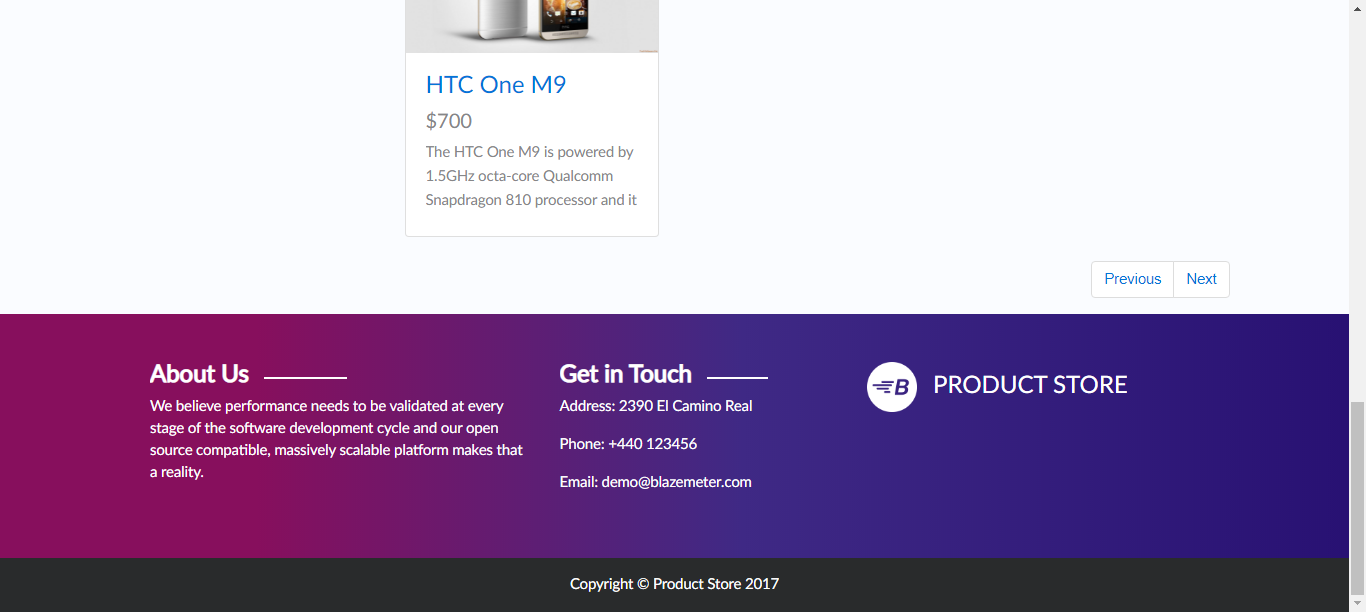 HTC One M9
$700
The HTC One M9 is powered by
1.5GHz octa-core Qualcomm
Snapdragon 810 processor and it
Previous Next
About Us
We believe performance needs to be validated at every
stage of the software development cycle and our open
source compatible, massively scalable platform makes that
a reality.
Get in Touch
Address: 2390 El Camino Real
Phone: +440 123456
Email: demo@blazemeter.com
B PRODUCT STORE
Copyright © Product Store 2017